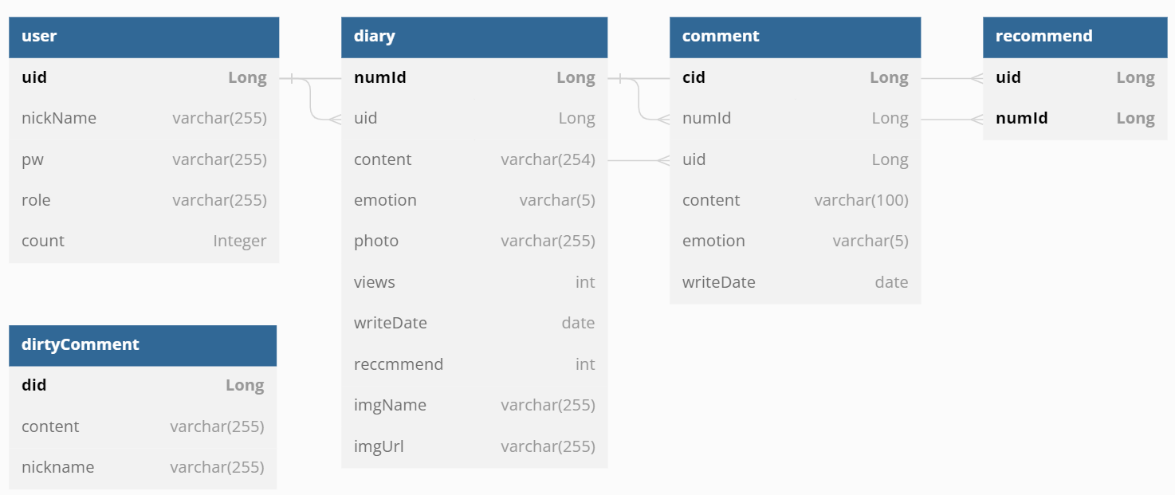 user
uid Long
nickName varchar(255)
pw varchar(255)
role varchar(255)
count Integer
dirtyComment
did Long
content varchar(255)
nickname varchar(255)
diary
numId Long
uid Long
content varchar(254)
emotion varchar(5)
photo varchar(255)
views int
writeDate date
reccmmend int
imgName varchar(255)
imgUrl varchar(255)
comment
cid Long
numId Long
uid Long
content varchar(100)
emotion varchar(5)
writeDate date
recommend
uid Long
numId Long